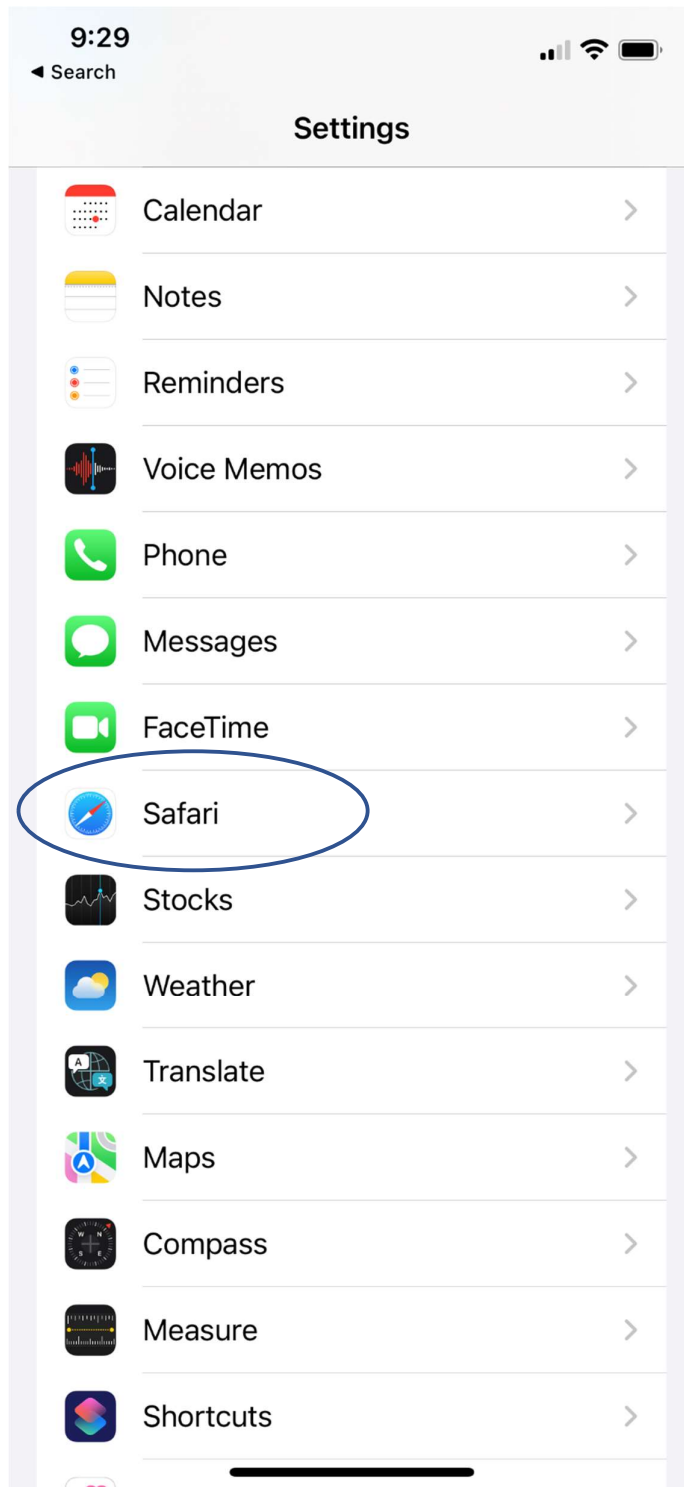 9:29
◀ Search
Settings
Calendar
Notes
Reminders
Voice Memos
Phone
Messages
FaceTime
Safari
Stocks
Weather
A
文
Translate
Maps
W N
S E
Compass
Measure
Shortcuts